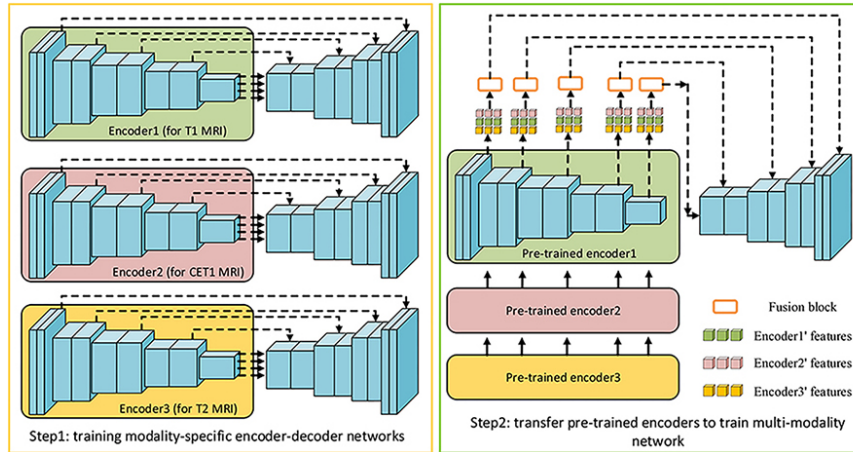 Encoder1 (for T1 MRI)
Encoder2 (for CET1 MRI)
Encoder3 (for T2 MRI)
Step1: training modality-specific encoder-decoder networks
Pre-trained encoder1
Pre-trained encoder2
Pre-trained encoder3
Fusion block
Encoder1' features
Encoder2' features
Encoder3' features
Step2: transfer pre-trained encoders to train multi-modality
network